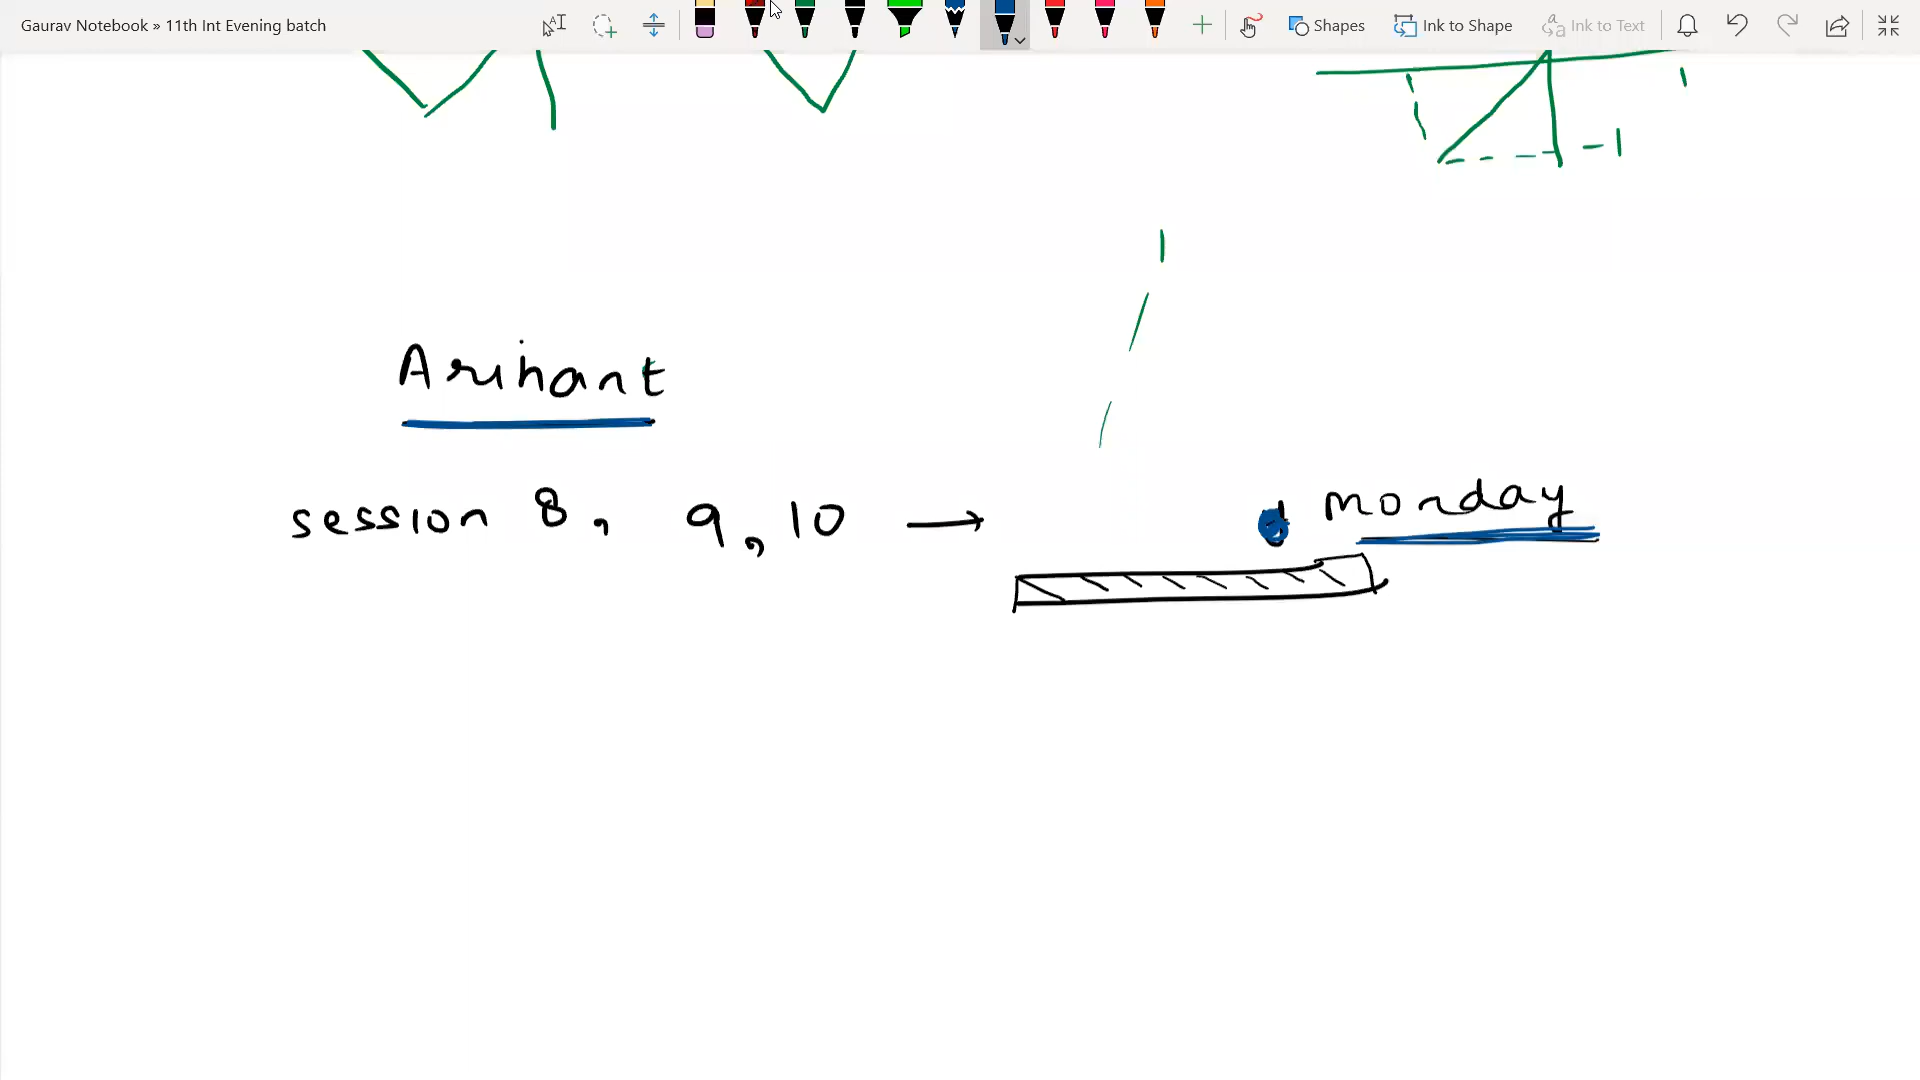 Gaurav Notebook » 11th Int Evening batch
Shapes
Ink to Shape
Ink to Text
-1
Arihant
session 8, 9, 10 → monday